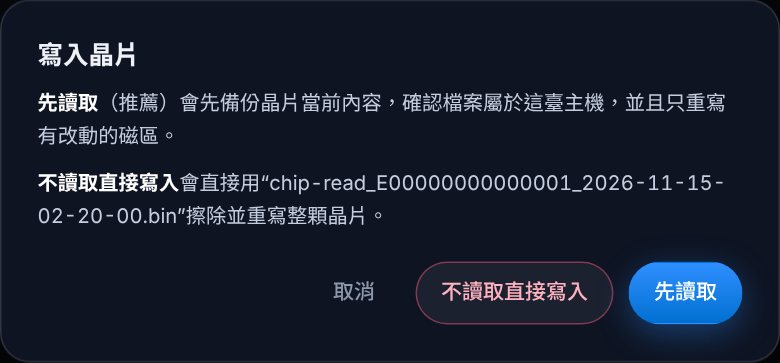 寫入晶片
先讀取（推薦）會先備份晶片當前內容，確認檔案屬於這臺主機，並且只重寫
有改動的磁區。
不讀取直接寫入會直接用“chip-read_E00000000000001_2026-11-15-
02-20-00.bin”擦除並重寫整顆晶片。
取消
不讀取直接寫入
先讀取